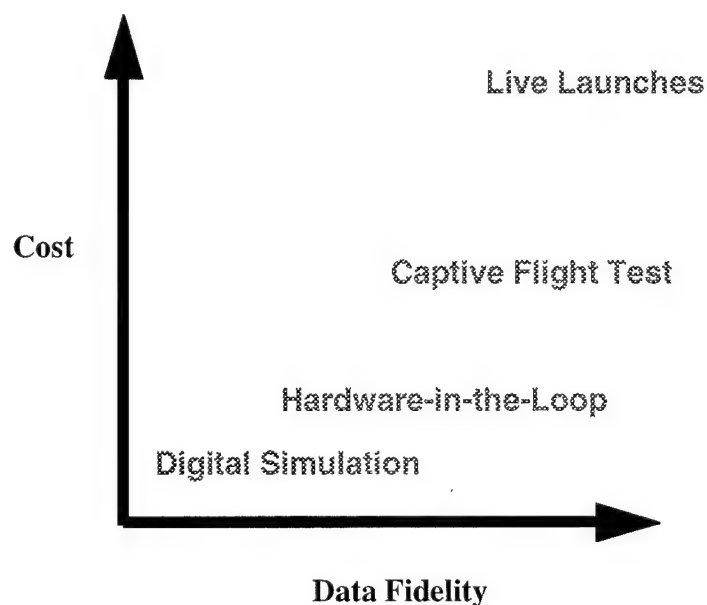 Live Launches
Cost
Captive Flight Test
Hardware-in-the-Loop
Digital Simulation
Data Fidelity